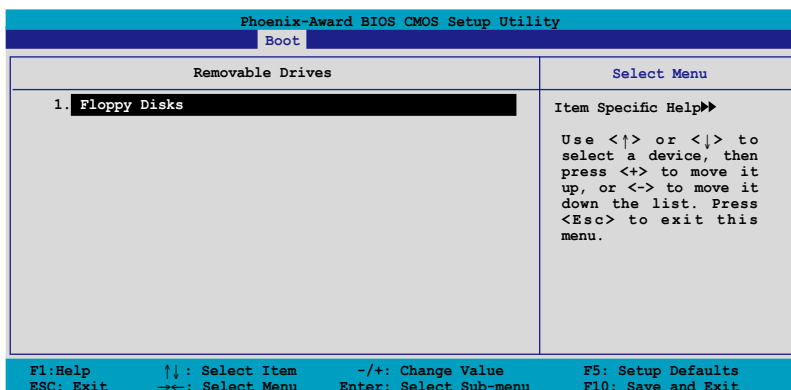 Phoenix-Award BIOS CMOS Setup Utility
Boot
Removable Drives
Select Menu
1. Floppy Disks
Item Specific Help▶▶
Use <↑> or <↓> to
select a device, then
press <+> to move it
up, or <-> to move it
down the list. Press
<Esc> to exit this
menu.
F1:Help ↑↓: Select Item -/+: Change Value F5: Setup Defaults
ESC: Exit →←: Select Menu Enter: Select Sub-menu F10: Save and Exit